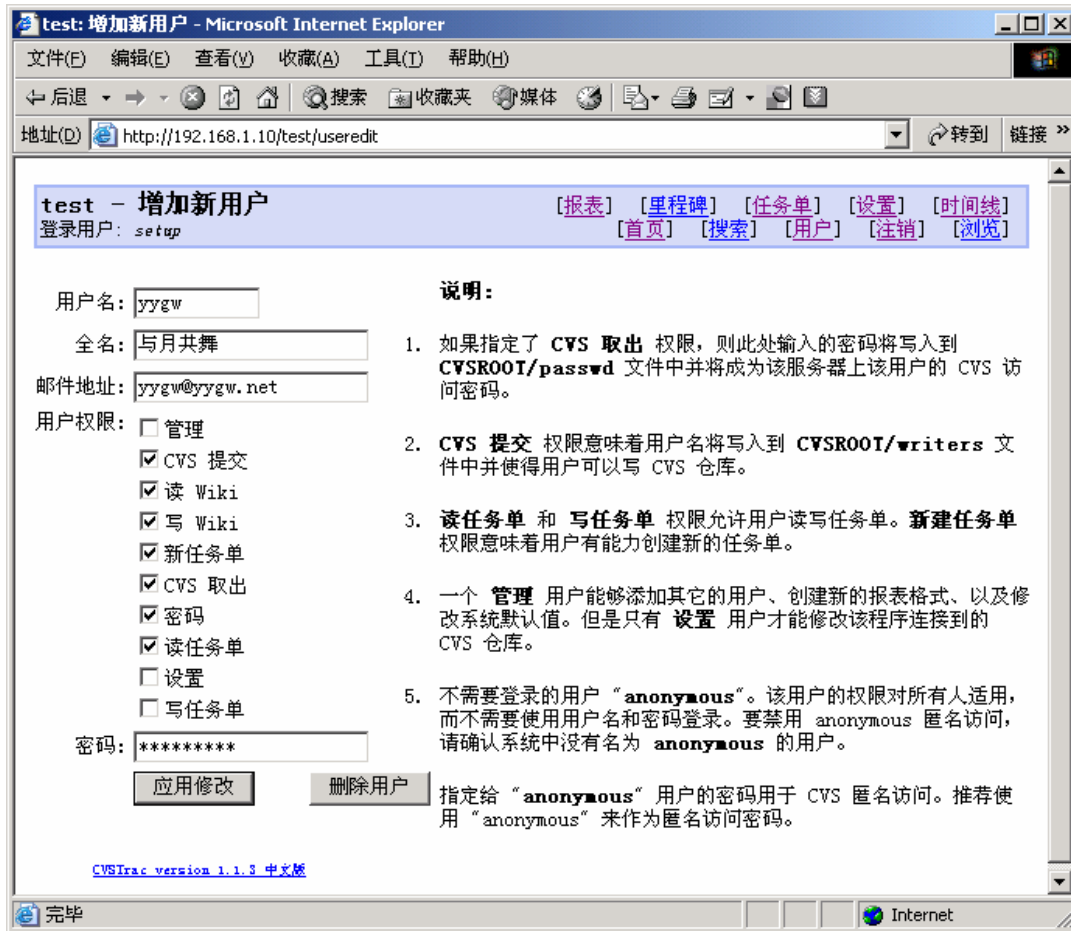 test: 增加新用户 - Microsoft Internet Explorer
文件(F) 编辑(E) 查看(V) 收藏(A) 工具(T) 帮助(H)
后退 搜索 收藏夹 媒体
地址(D) http://192.168.1.10/test/useredit 转到 链接 »
test - 增加新用户 [报表] [里程碑] [任务单] [设置] [时间线]
登录用户: setup [首页] [搜索] [用户] [注销] [浏览]
用户名: yygw
全名: 与月共舞
邮件地址: yygw@yygw.net
用户权限: 管理
CVS 提交
读 Wiki
写 Wiki
新任务单
CVS 取出
密码
读任务单
设置
写任务单
密码: *********
应用修改 删除用户
说明:
1. 如果指定了 CVS 取出 权限，则此处输入的密码将写入到
CVSROOT/passwd 文件中并将成为该服务器上该用户的 CVS 访
问密码。
2. CVS 提交 权限意味着用户名将写入到 CVSROOT/writers 文
件中并使得用户可以写 CVS 仓库。
3. 读任务单 和 写任务单 权限允许用户读写任务单。新建任务单
权限意味着用户有能力创建新的任务单。
4. 一个 管理 用户能够添加其它的用户、创建新的报表格式、以及修
改系统默认值。但是只有 设置 用户才能修改该程序连接到的
CVS 仓库。
5. 不需要登录的用户 "anonymous"。该用户的权限对所有人适用，
而不需要使用用户名和密码登录。要禁用 anonymous 匿名访问，
请确认系统中没有名为 anonymous 的用户。
指定给 "anonymous" 用户的密码用于 CVS 匿名访问。推荐使
用 "anonymous" 来作为匿名访问密码。
CVSTrac version 1.1.3 中文版
完毕 Internet